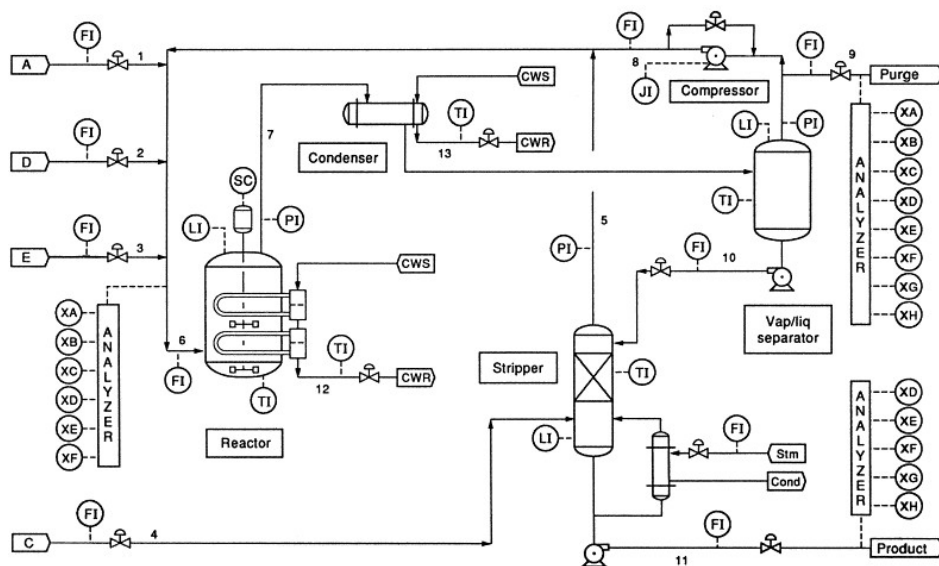 FI
FI
FI
9
A
1
8
Purge
CWS
JI
Compressor
TI
LI
PI
XA
7
XB
FI
13
CWR
A
N
A
L
Y
Z
E
R
XC
D
2
Condenser
SC
TI
XD
LI
PI
5
XE
FI
PI
FI
XF
E
3
CWS
10
XG
XH
XA
A
N
A
L
Y
Z
E
R
Vap/liq
separator
XB
6
TI
XC
FI
Stripper
TI
XD
12
CWR
A
N
A
L
Y
Z
E
R
XD
XE
TI
XE
XF
Reactor
LI
FI
XF
Stm
XG
Cond
XH
FI
FI
C
4
11
Product